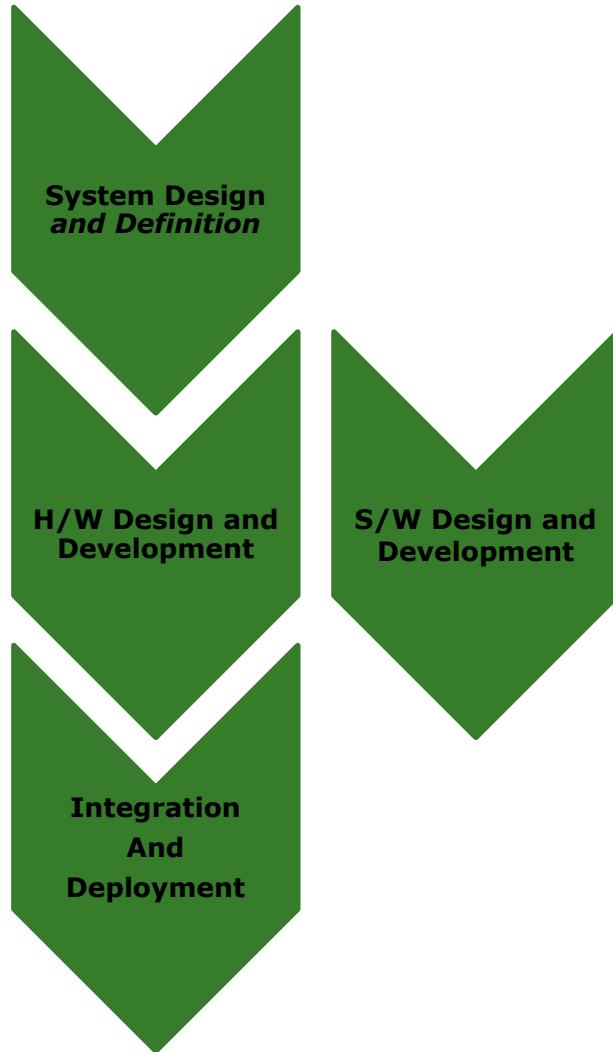 System Design
and Definition
H/W Design and
Development
S/W Design and
Development
Integration
And
Deployment